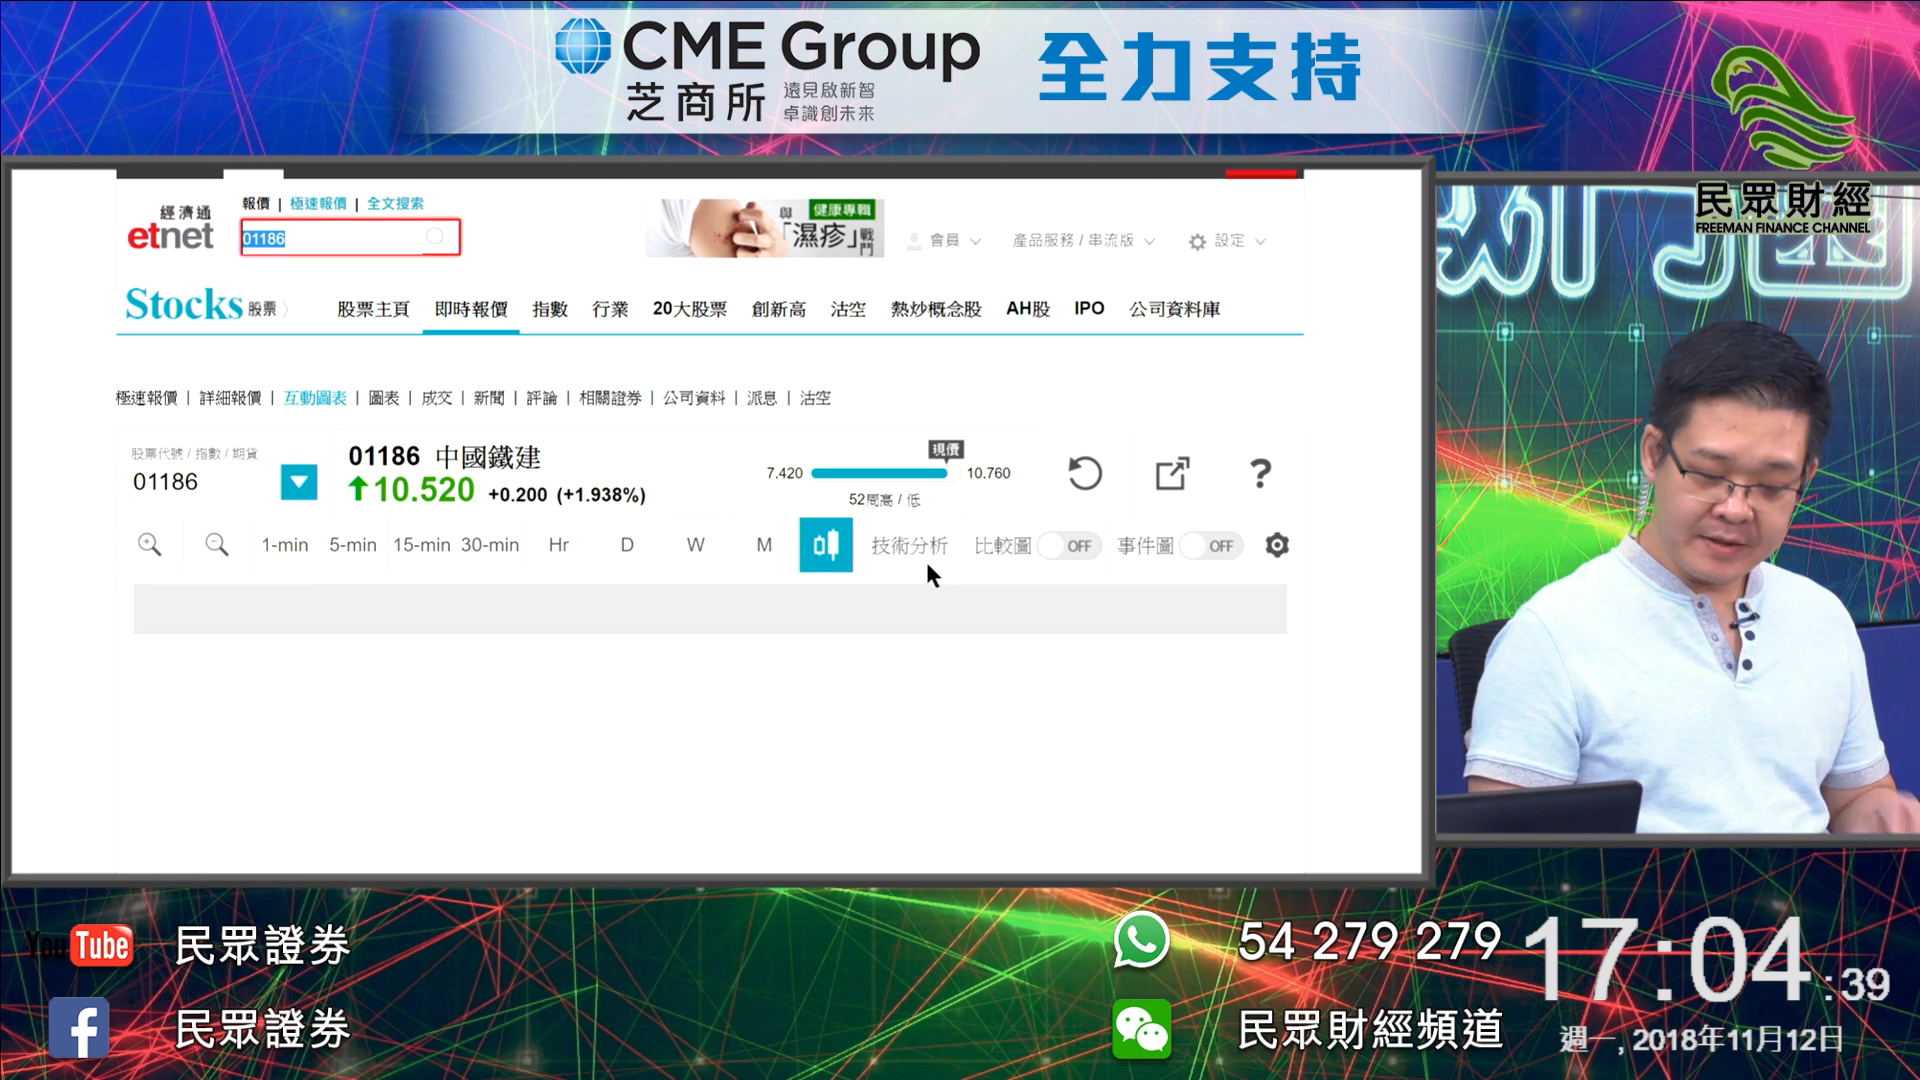 CME Group
芝商所
遠見啟新智
卓識創未来
全力支持
民眾財經
FREEMAN FINANCE CHANNEL
經濟通
etnet
報價 | 極速報價 | 全文搜索
01186
與「濕疹」戰鬥
健康專輯
會員
產品服務 / 串流版
設定
Stocks 股票
股票主頁 即時報價 指數 行業 20大股票 創新高 沽空 熱炒概念股 AH股 IPO 公司資料庫
極速報價 | 詳細報價 | 互動圖表 | 圖表 | 成交 | 新聞 | 評論 | 相關證券 | 公司資料 | 派息 | 沽空
股票代號 / 指數 / 期貨
01186
01186 中國鐵建
10.520 +0.200 (+1.938%)
現價
7.420 10.760
52周高 / 低
?
1-min 5-min 15-min 30-min Hr D W M 技術分析 比較圖 OFF 事件圖 OFF
YouTube 民眾證券
f 民眾證券
54 279 279
民眾財經頻道
17:04:39
週一, 2018年11月12日